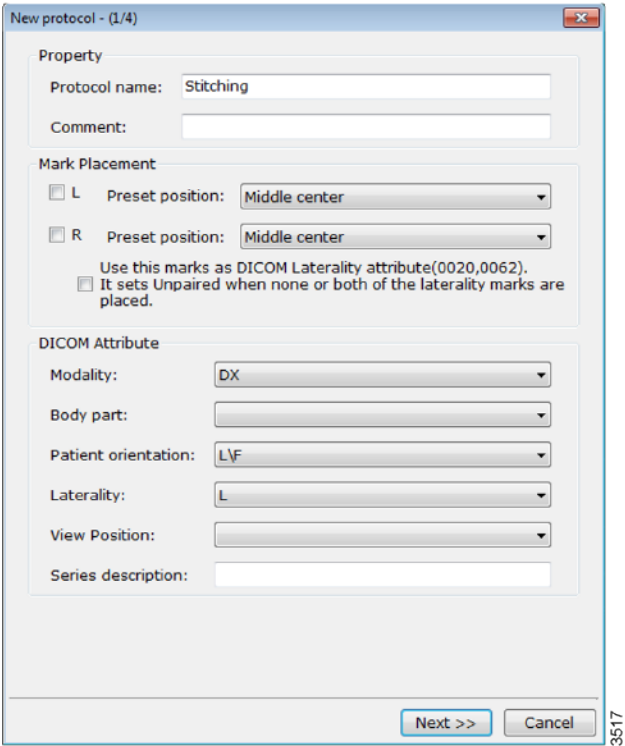 New protocol - (1/4)
Property
Protocol name: Stitching
Comment:
Mark Placement
L Preset position: Middle center
R Preset position: Middle center
Use this marks as DICOM Laterality attribute(0020,0062).
It sets Unpaired when none or both of the laterality marks are
placed.
DICOM Attribute
Modality: DX
Body part:
Patient orientation: L\F
Laterality: L
View Position:
Series description:
Next >> Cancel
3517